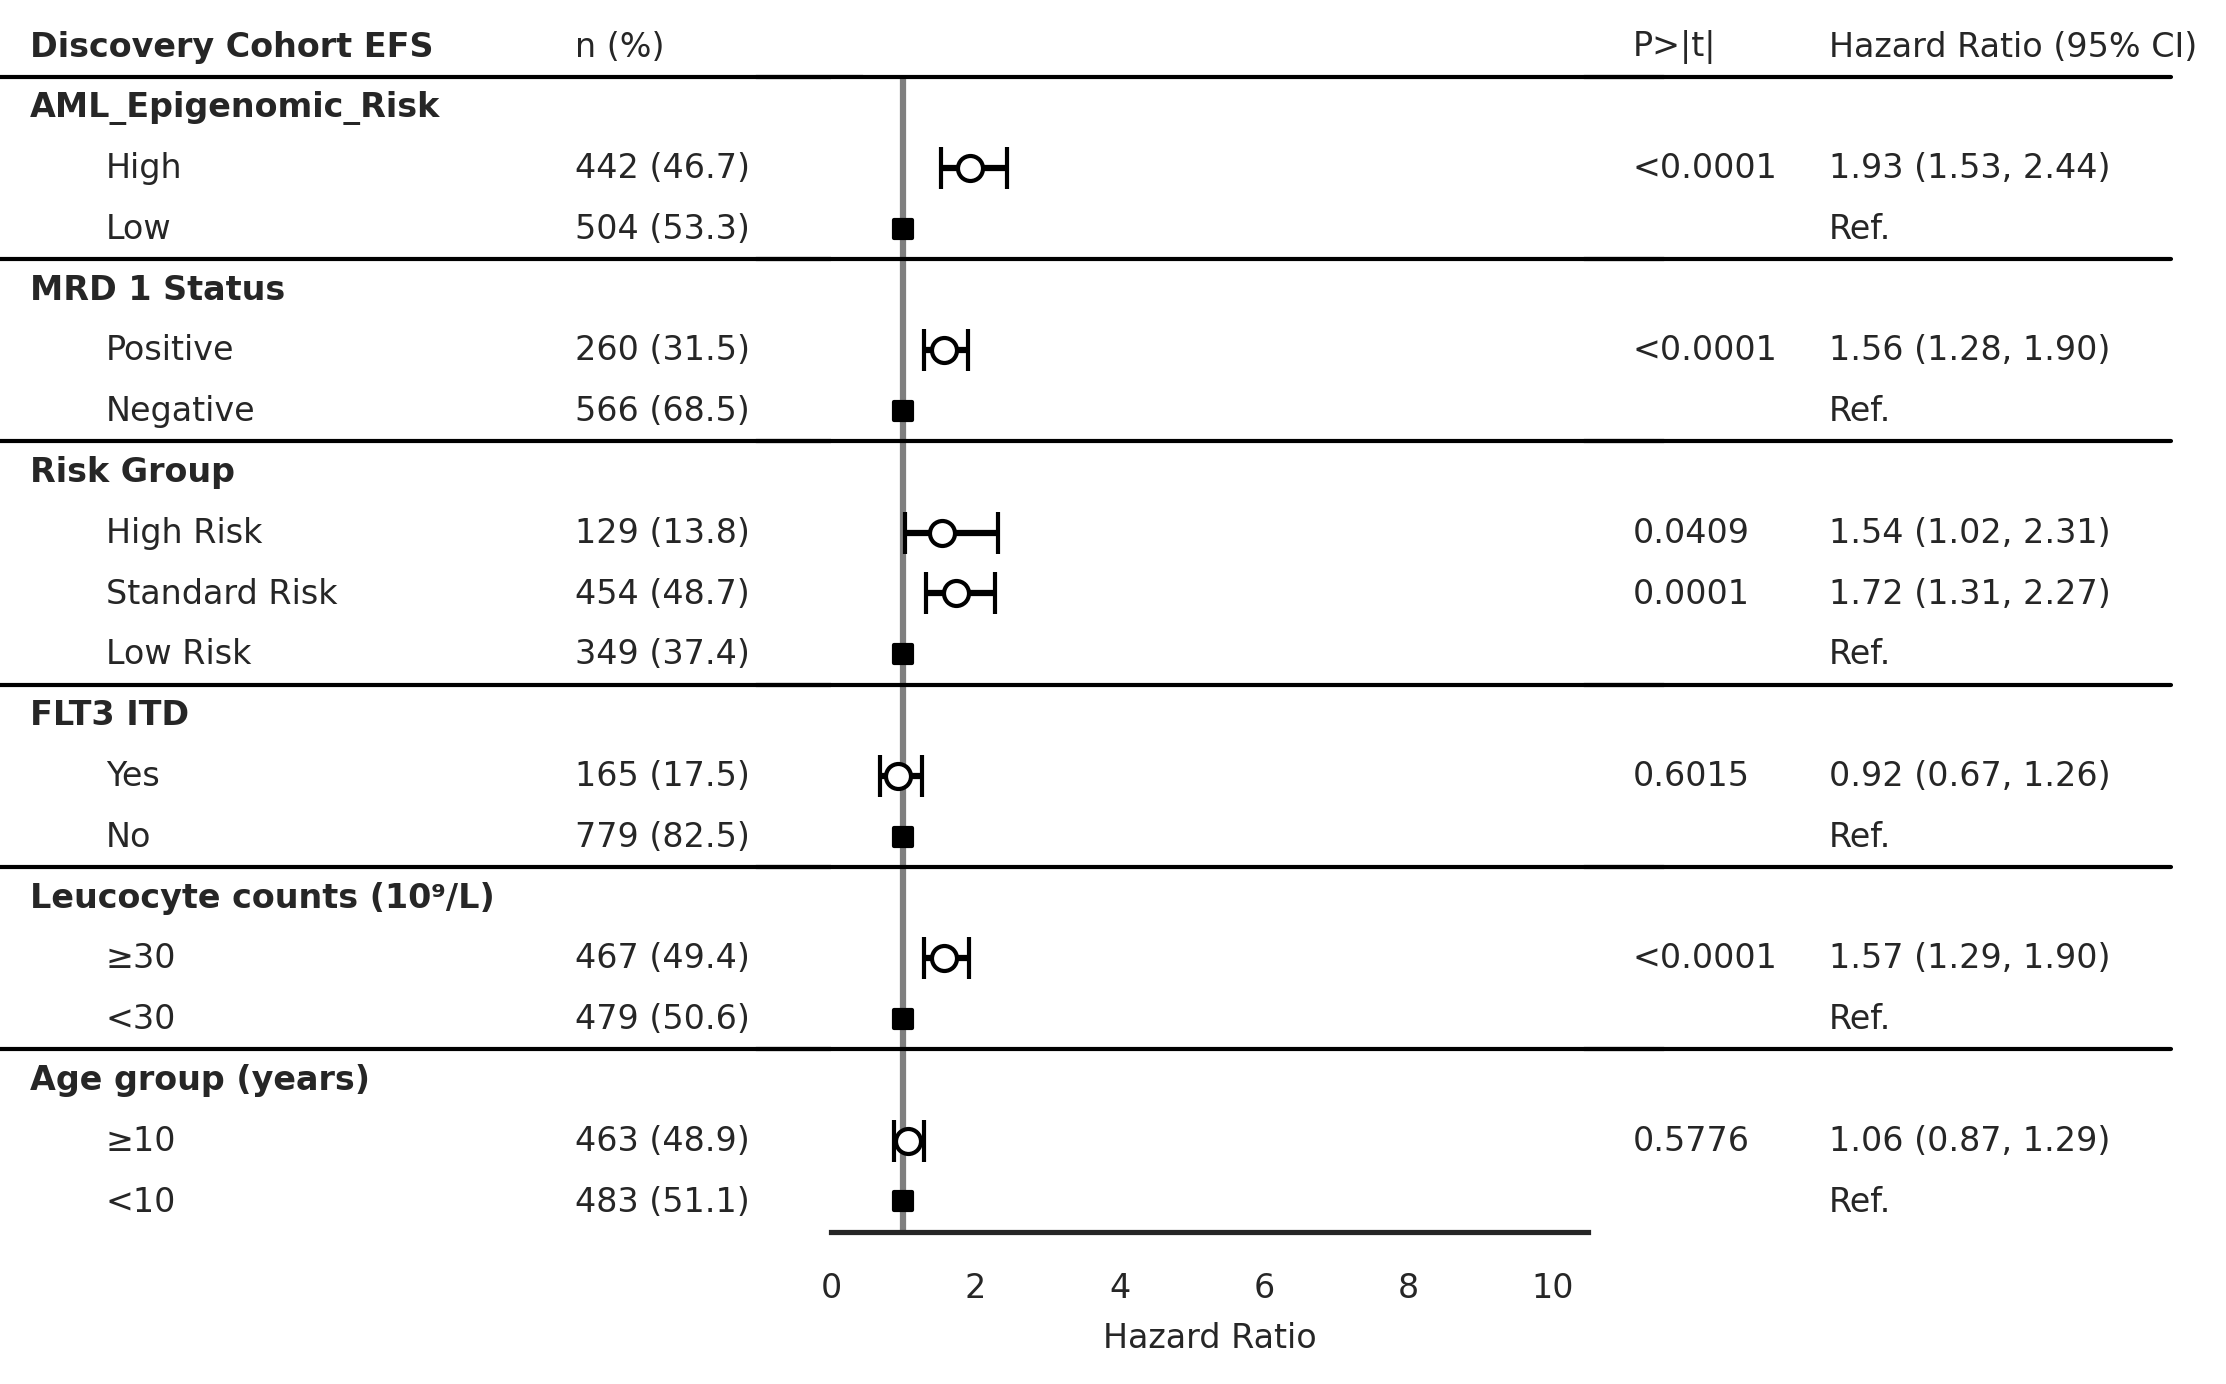 Discovery Cohort EFS n (%) P>|t| Hazard Ratio (95% CI)
AML_Epigenomic_Risk
High 442 (46.7) <0.0001 1.93 (1.53, 2.44)
Low 504 (53.3) Ref.
MRD 1 Status
Positive 260 (31.5) <0.0001 1.56 (1.28, 1.90)
Negative 566 (68.5) Ref.
Risk Group
High Risk 129 (13.8) 0.0409 1.54 (1.02, 2.31)
Standard Risk 454 (48.7) 0.0001 1.72 (1.31, 2.27)
Low Risk 349 (37.4) Ref.
FLT3 ITD
Yes 165 (17.5) 0.6015 0.92 (0.67, 1.26)
No 779 (82.5) Ref.
Leucocyte counts (10⁹/L)
≥30 467 (49.4) <0.0001 1.57 (1.29, 1.90)
<30 479 (50.6) Ref.
Age group (years)
≥10 463 (48.9) 0.5776 1.06 (0.87, 1.29)
<10 483 (51.1) Ref.
0 2 4 6 8 10
Hazard Ratio